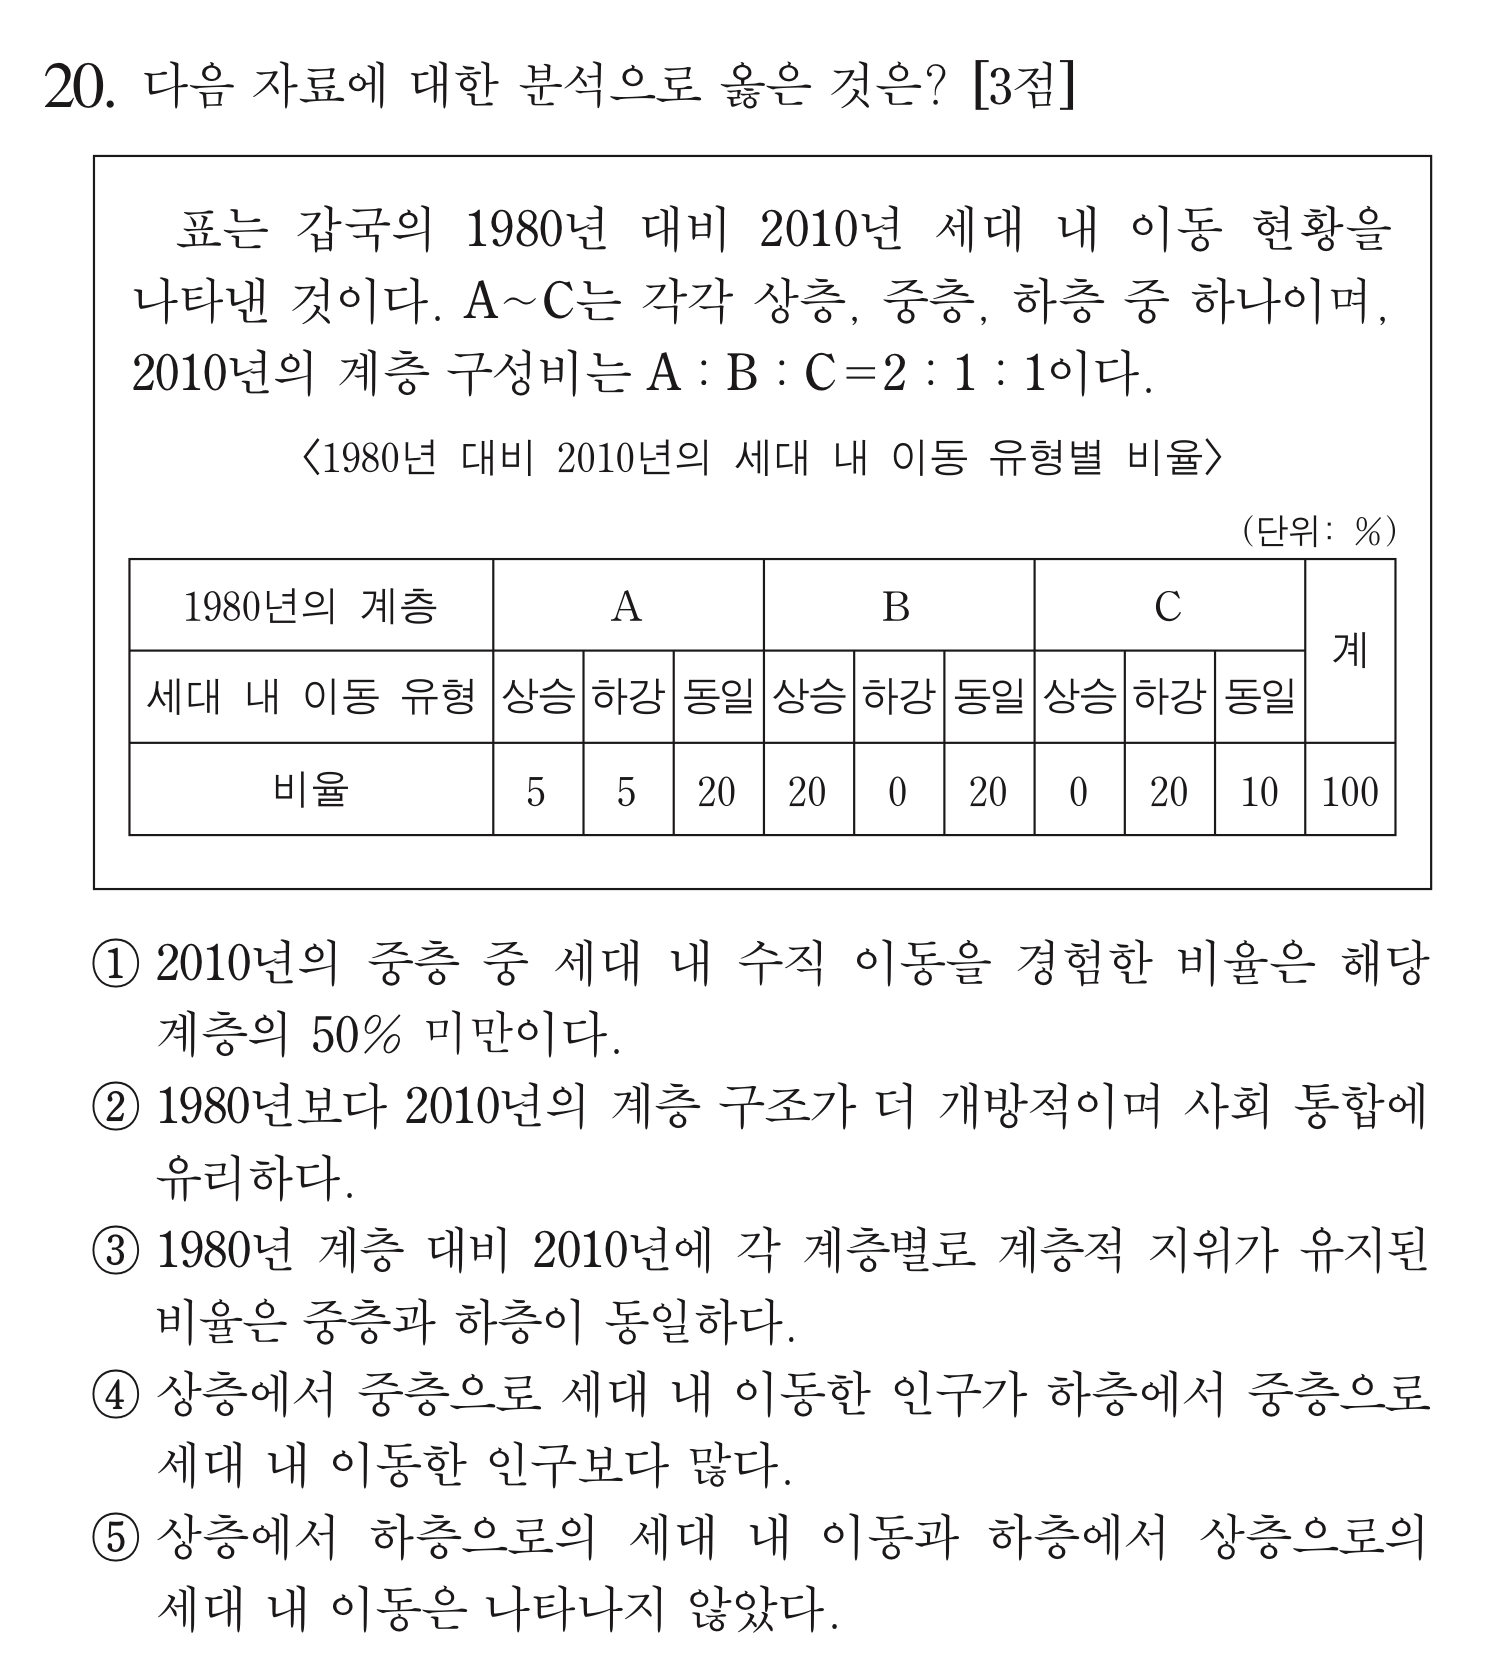 20. 다음 자료에 대한 분석으로 옳은 것은? [3점]
표는 갑국의 1980년 대비 2010년 세대 내 이동 현황을
나타낸 것이다. A~C는 각각 상층, 중층, 하층 중 하나이며,
2010년의 계층 구성비는 A : B : C = 2 : 1 : 1이다.
〈1980년 대비 2010년의 세대 내 이동 유형별 비율〉
(단위: %)
1980년의 계층 A B C 계
세대 내 이동 유형 상승 하강 동일 상승 하강 동일 상승 하강 동일
비율 5 5 20 20 0 20 0 20 10 100
① 2010년의 중층 중 세대 내 수직 이동을 경험한 비율은 해당
계층의 50% 미만이다.
② 1980년보다 2010년의 계층 구조가 더 개방적이며 사회 통합에
유리하다.
③ 1980년 계층 대비 2010년에 각 계층별로 계층적 지위가 유지된
비율은 중층과 하층이 동일하다.
④ 상층에서 중층으로 세대 내 이동한 인구가 하층에서 중층으로
세대 내 이동한 인구보다 많다.
⑤ 상층에서 하층으로의 세대 내 이동과 하층에서 상층으로의
세대 내 이동은 나타나지 않았다.